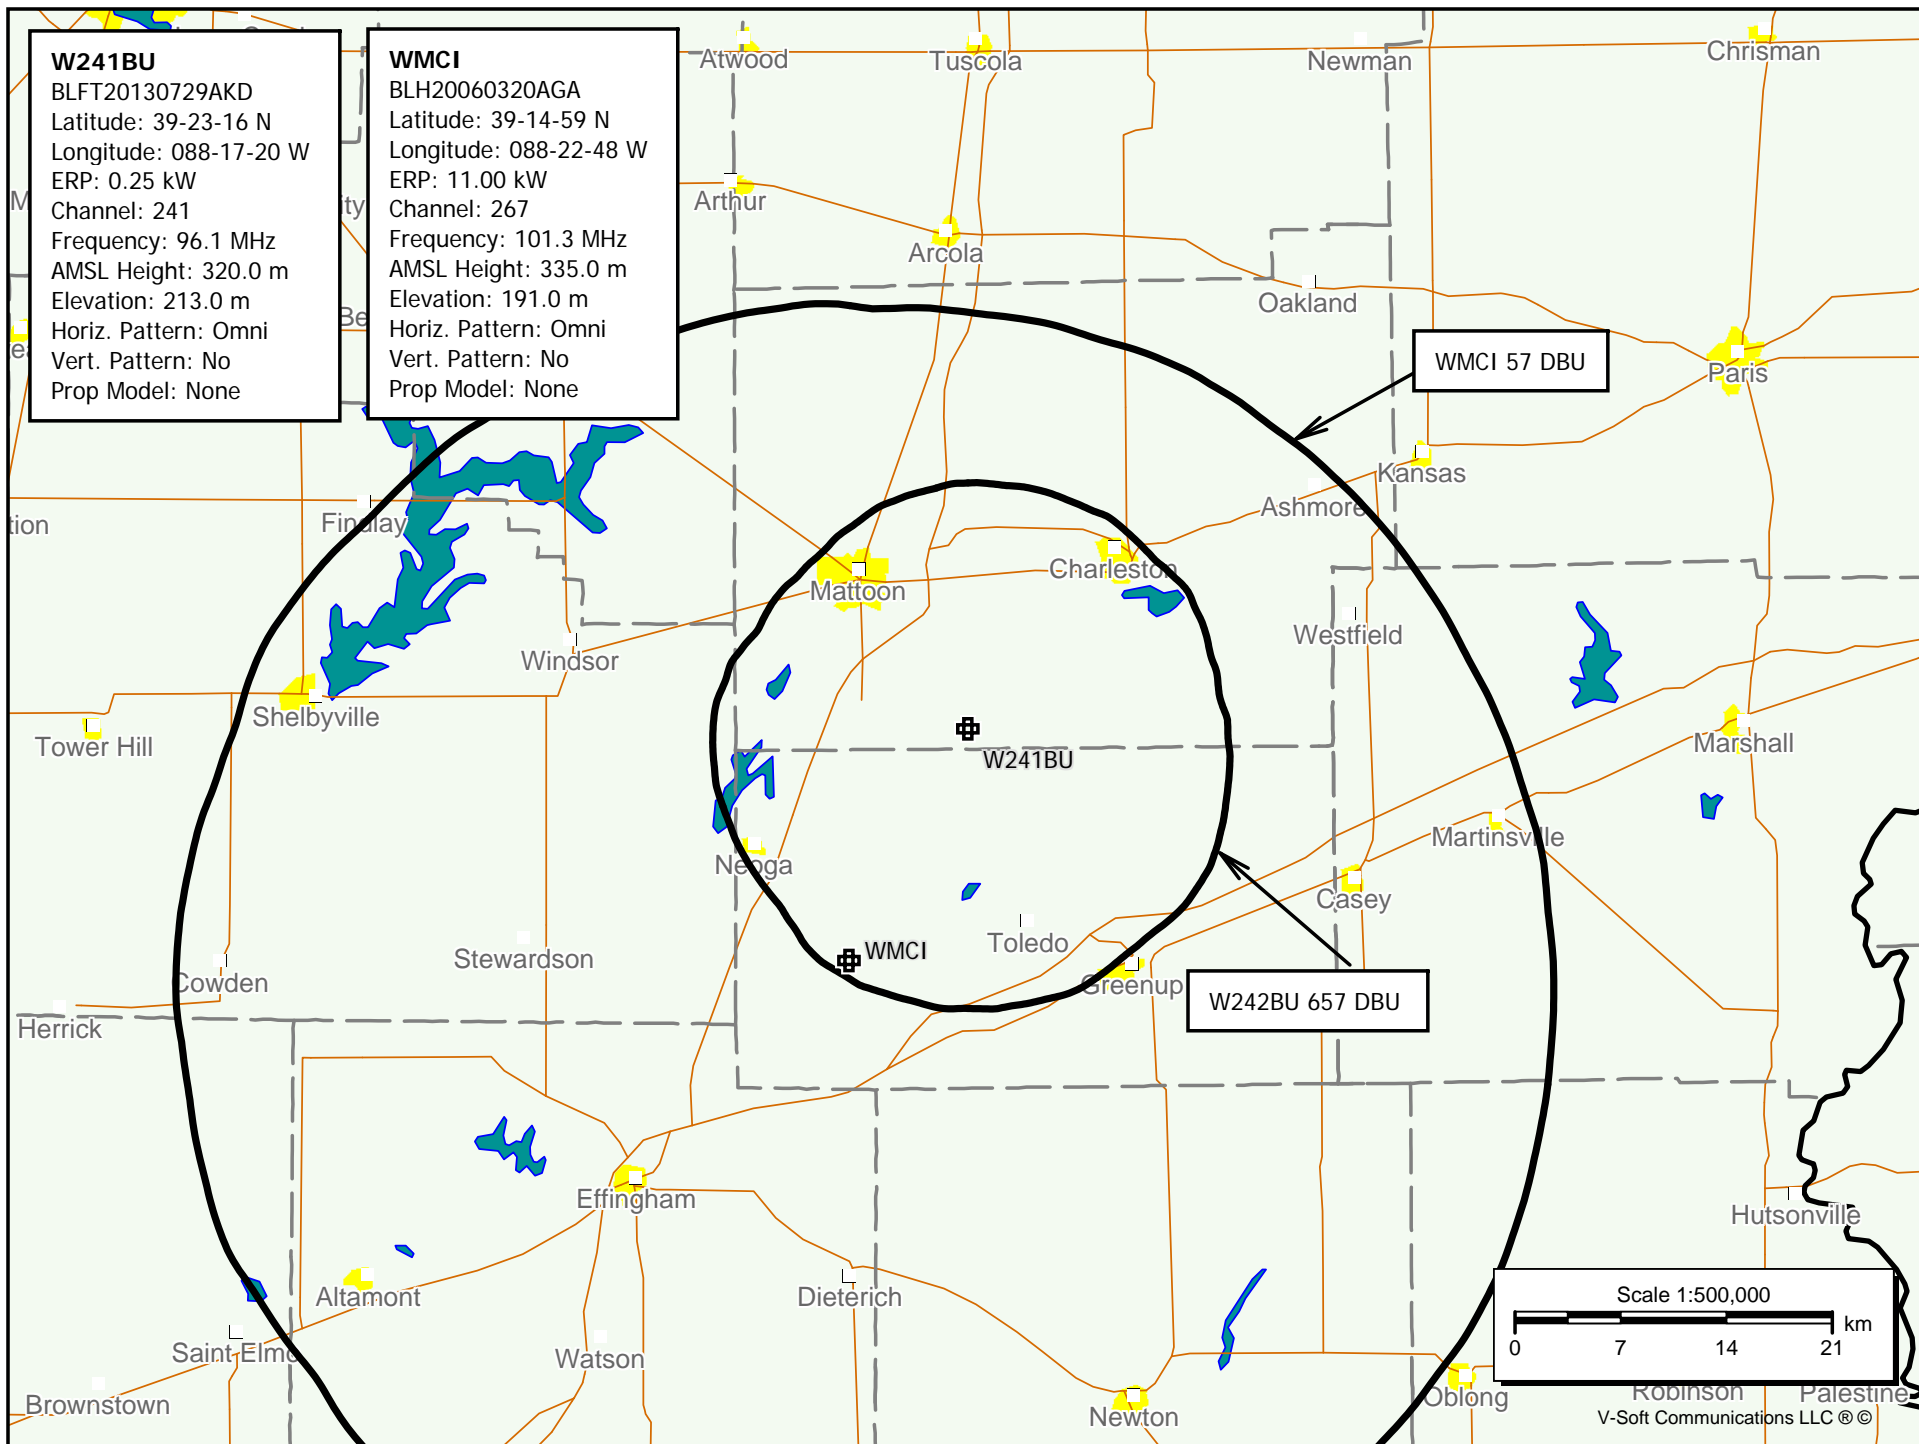 W241BU
BLFT20130729AKD
Latitude: 39-23-16 N
Longitude: 088-17-20 W
ERP: 0.25 kW
Channel: 241
Frequency: 96.1 MHz
AMSL Height: 320.0 m
Elevation: 213.0 m
Horiz. Pattern: Omni
Vert. Pattern: No
Prop Model: None
WMCI
BLH20060320AGA
Latitude: 39-14-59 N
Longitude: 088-22-48 W
ERP: 11.00 kW
Channel: 267
Frequency: 101.3 MHz
AMSL Height: 335.0 m
Elevation: 191.0 m
Horiz. Pattern: Omni
Vert. Pattern: No
Prop Model: None
Atwood
Tuscola
Newman
Chrisman
ity
Arthur
Arcola
Oakland
Be
WMCI 57 DBU
Paris
Kansas
Ashmore
Findlay
tion
Charleston
Mattoon
Westfield
Windsor
Shelbyville
Tower Hill
Marshall
W241BU
Martinsville
Neoga
Casey
Toledo
WMCI
Stewardson
Cowden
Greenup
W242BU 657 DBU
Herrick
Effingham
Hutsonville
Altamont
Dieterich
Saint Elmo
Watson
Brownstown
Newton
Oblong
Robinson
Palestine
Scale 1:500,000
km
0 7 14 21
V-Soft Communications LLC ® ©